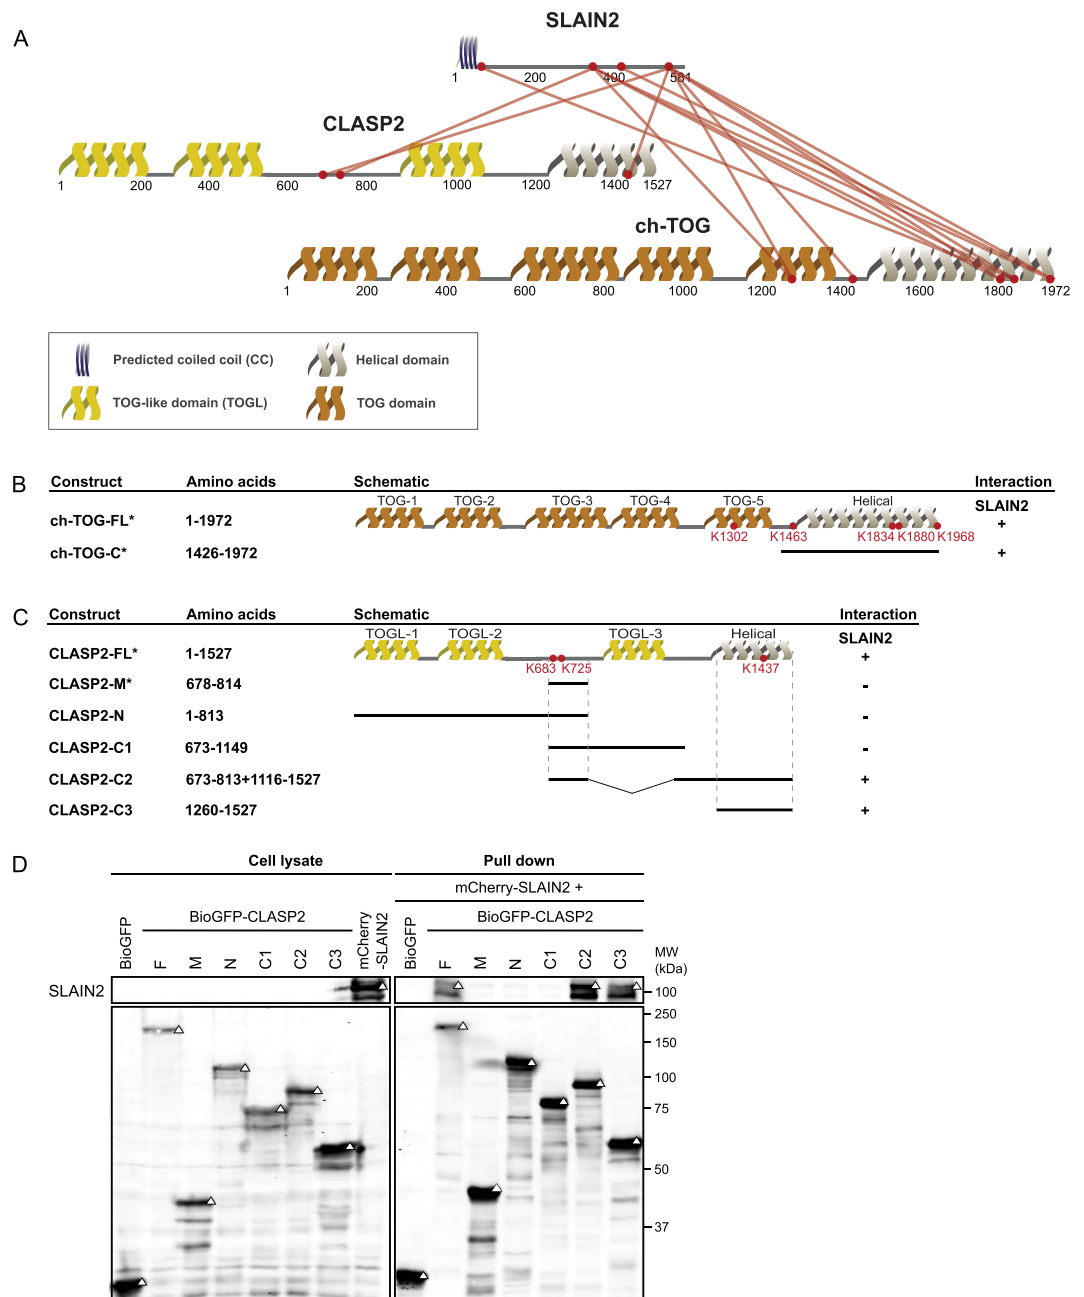 A
SLAIN2
1 200 400 581
CLASP2
1 200 400 600 800 1000 1200 1400 1527
ch-TOG
1 200 400 600 800 1000 1200 1400 1600 1800 1972
Predicted coiled coil (CC)
Helical domain
TOG-like domain (TOGL)
TOG domain
B
Construct Amino acids Schematic Interaction
TOG-1 TOG-2 TOG-3 TOG-4 TOG-5 Helical SLAIN2
ch-TOG-FL* 1-1972 +
K1302 K1463 K1834 K1880 K1968
ch-TOG-C* 1426-1972 +
C
Construct Amino acids Schematic Interaction
TOGL-1 TOGL-2 TOGL-3 Helical SLAIN2
CLASP2-FL* 1-1527 +
K683 K725 K1437
CLASP2-M* 678-814 -
CLASP2-N 1-813 -
CLASP2-C1 673-1149 -
CLASP2-C2 673-813+1116-1527 +
CLASP2-C3 1260-1527 +
D
Cell lysate Pull down
mCherry-SLAIN2 +
BioGFP-CLASP2 BioGFP-CLASP2
BioGFP F M N C1 C2 C3 mCherry -SLAIN2 BioGFP F M N C1 C2 C3
MW
(kDa)
SLAIN2
100
250
150
100
75
50
37